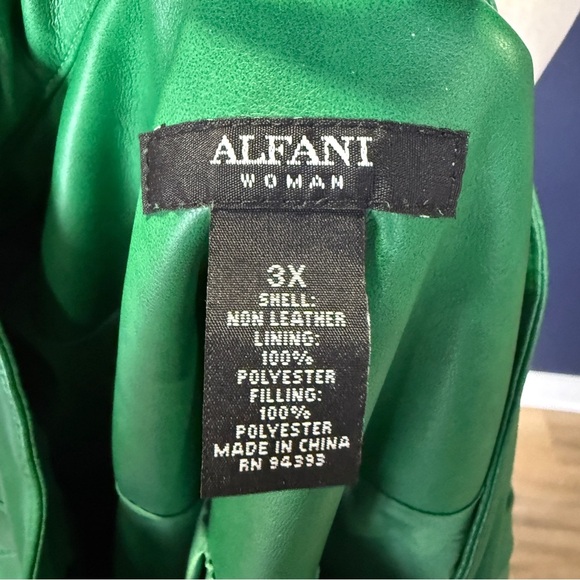 ALFANI
WOMAN
3X
SHELL:
NON LEATHER
LINING:
100%
POLYESTER
FILLING:
100%
POLYESTER
MADE IN CHINA
RN 94393